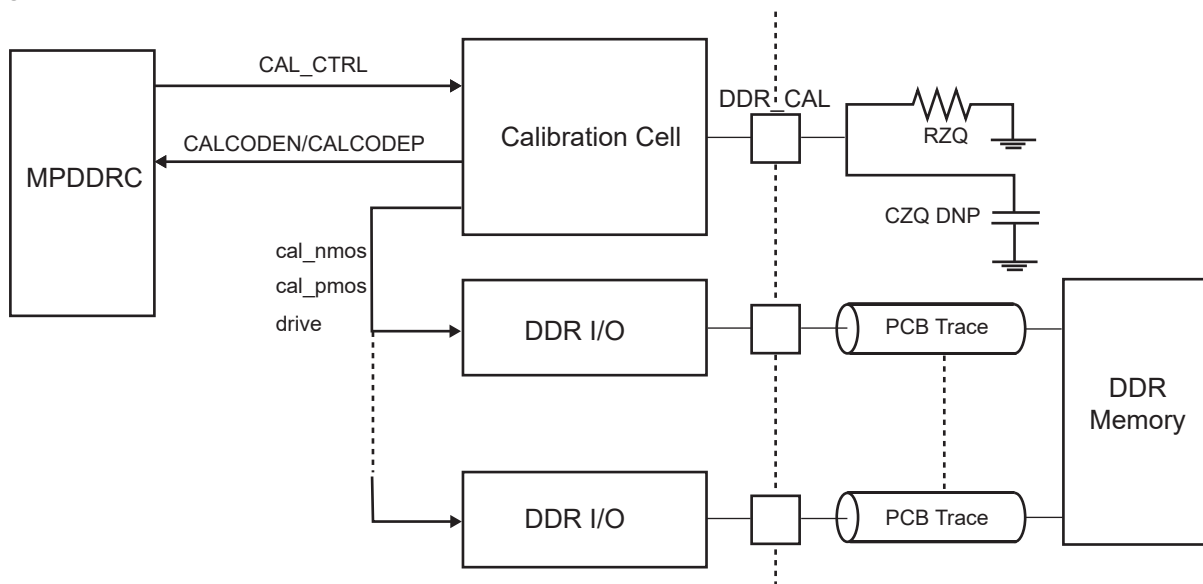 CAL_CTRL
DDR_CAL
CALCODEN/CALCODEP
Calibration Cell
RZQ
MPDDRC
CZQ DNP
cal_nmos
cal_pmos
drive
DDR I/O
PCB Trace
DDR
Memory
DDR I/O
PCB Trace